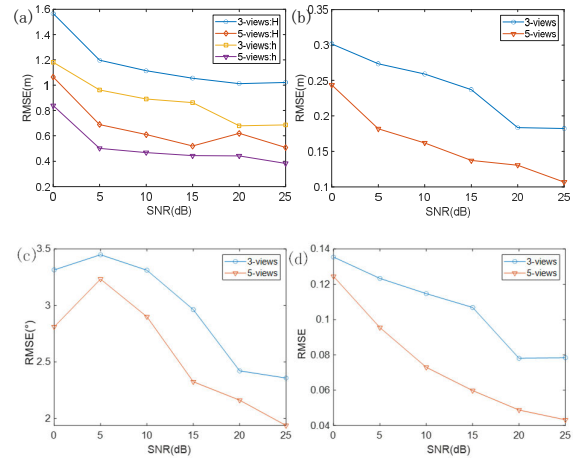 (a)
1.6
1.4
1.2
1
0.8
0.6
0.4
0.2
RMSE(m)
0 5 10 15 20 25
SNR(dB)
3-views:H
5-views:H
3-views:h
5-views:h
(b)
0.35
0.3
0.25
0.2
0.15
0.1
RMSE(m)
0 5 10 15 20 25
SNR(dB)
3-views
5-views
(c)
3.5
3
2.5
2
RMSE(°)
0 5 10 15 20 25
SNR(dB)
3-views
5-views
(d)
0.14
0.12
0.1
0.08
0.06
0.04
RMSE
0 5 10 15 20 25
SNR(dB)
3-views
5-views